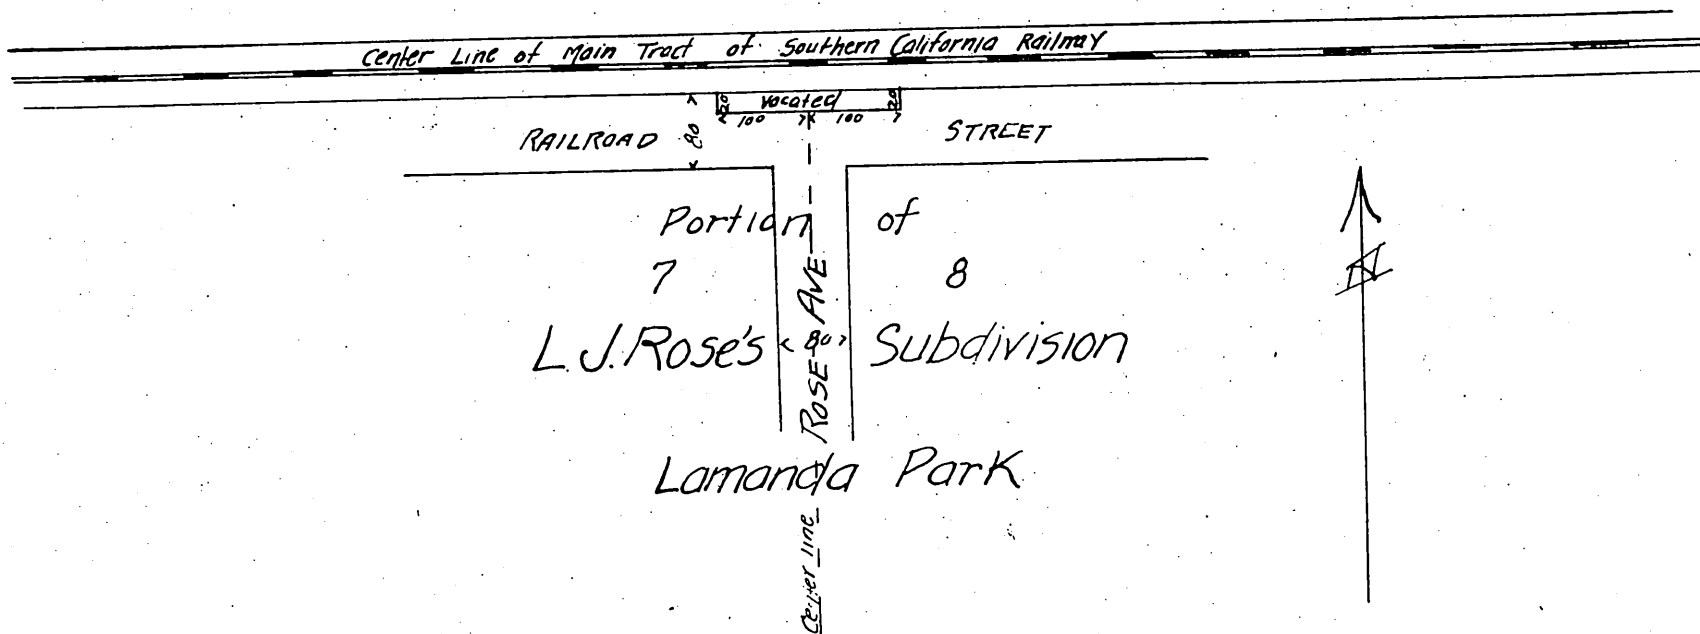 Center Line of Main Tract of Southern California Railway
20 Vacated 20
100 100
RAILROAD 80 STREET
Portion of
7 8
ROSE AVE
L.J. Rose's 80 Subdivision
Lamanda Park
Center line
N